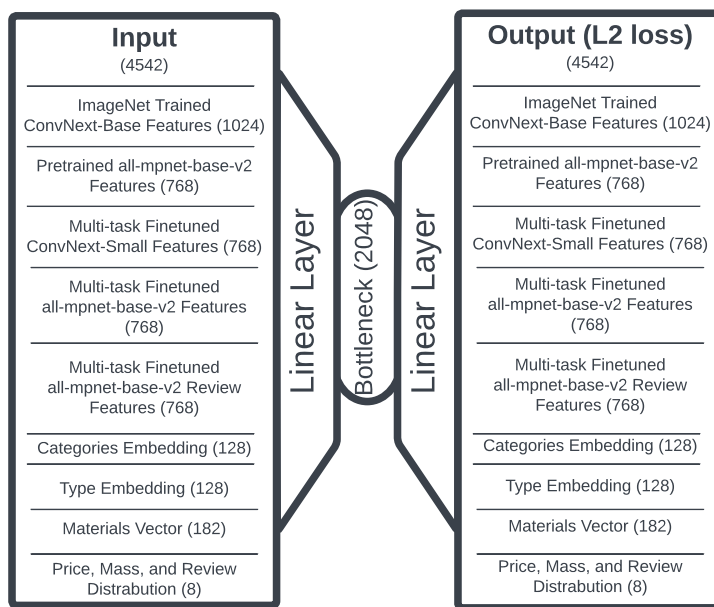 Input
(4542)
ImageNet Trained
ConvNext-Base Features (1024)
Pretrained all-mpnet-base-v2
Features (768)
Multi-task Finetuned
ConvNext-Small Features (768)
Multi-task Finetuned
all-mpnet-base-v2 Features
(768)
Multi-task Finetuned
all-mpnet-base-v2 Review
Features (768)
Categories Embedding (128)
Type Embedding (128)
Materials Vector (182)
Price, Mass, and Review
Distrabution (8)
Linear Layer
Bottleneck (2048)
Linear Layer
Output (L2 loss)
(4542)
ImageNet Trained
ConvNext-Base Features (1024)
Pretrained all-mpnet-base-v2
Features (768)
Multi-task Finetuned
ConvNext-Small Features (768)
Multi-task Finetuned
all-mpnet-base-v2 Features
(768)
Multi-task Finetuned
all-mpnet-base-v2 Review
Features (768)
Categories Embedding (128)
Type Embedding (128)
Materials Vector (182)
Price, Mass, and Review
Distrabution (8)